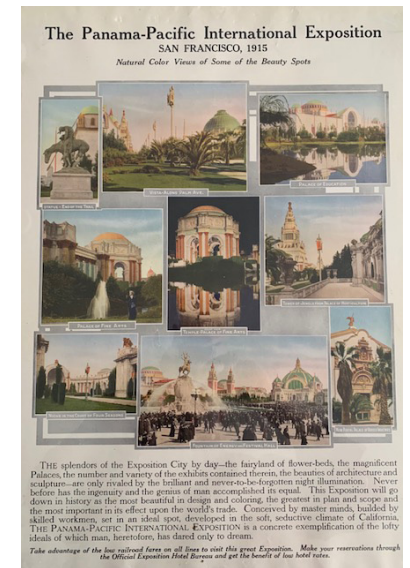 The Panama-Pacific International Exposition
SAN FRANCISCO, 1915
Natural Color Views of Some of the Beauty Spots
PALACE OF EDUCATION
PALACE OF FINE ARTS
PALACE OF FINE ARTS
THE splendors of the Exposition City by day—the fairyland of flower-beds, the magnificent
Palaces, the number and variety of the exhibits contained therein, the beauties of architecture and
sculpture—are only rivaled by the brilliant and never-to-be-forgotten night illumination. Never
before has the ingenuity and the genius of man accomplished its equal. This Exposition will go
down in history as the most beautiful in design and coloring, the greatest in plan and scope and
the most important in its effect upon the world's trade. Conceived by master minds, builded by
skilled workmen, set in an ideal spot, developed in the soft, seductive climate of California,
THE PANAMA-PACIFIC INTERNATIONAL EXPOSITION is a concrete exemplification of the lofty
ideals of which man, heretofore, has dared only to dream.
Take advantage of the low railroad fares on all lines to visit this great Exposition. Make your reservations through
the Official Exposition Hotel Bureau and get the benefit of low hotel rates.